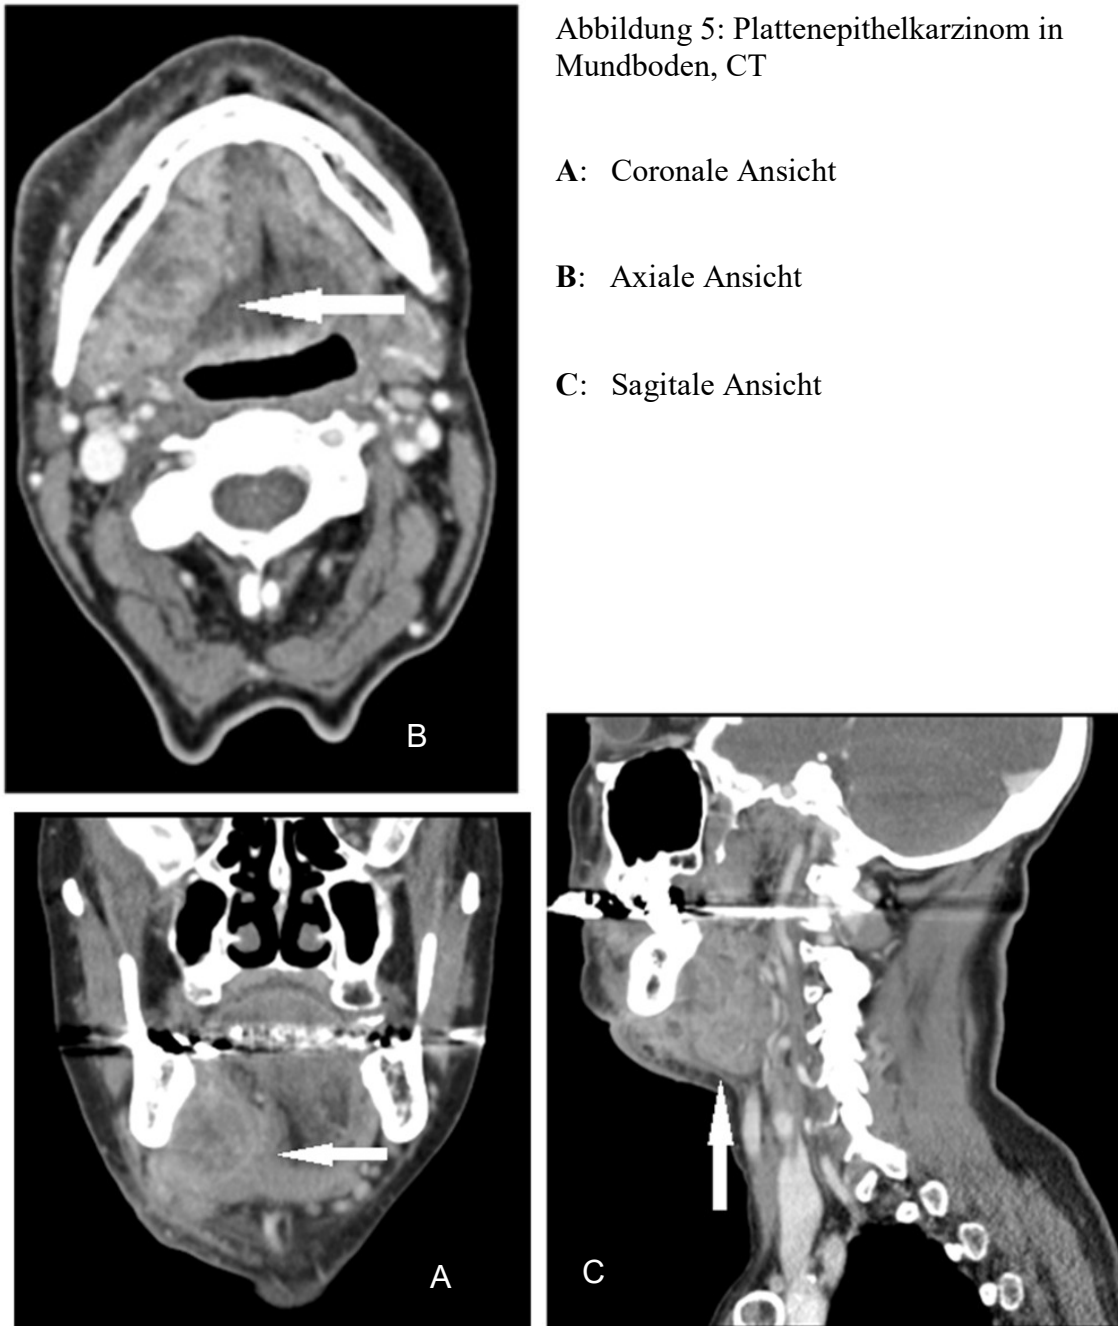 Abbildung 5: Plattenepithelkarzinom in
Mundboden, CT
A: Coronale Ansicht
B: Axiale Ansicht
C: Sagitale Ansicht
B
A
C